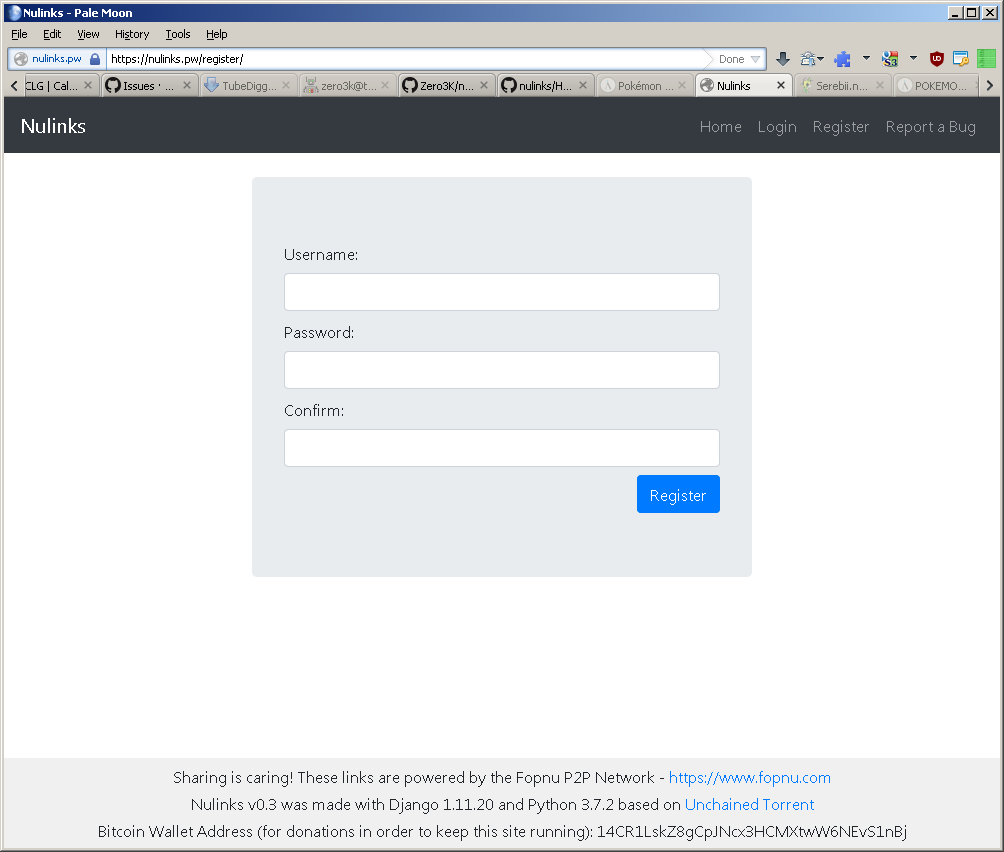 Nulinks - Pale Moon
File Edit View History Tools Help
nulinks.pw https://nulinks.pw/register/ Done
CLG | Cal... Issues · ... TubeDigg... zero3k@t... Zero3K/n... nulinks/H... Pokémon ... Nulinks Serebii.n... POKEMO...
Nulinks Home Login Register Report a Bug
Username:
Password:
Confirm:
Register
Sharing is caring! These links are powered by the Fopnu P2P Network - https://www.fopnu.com
Nulinks v0.3 was made with Django 1.11.20 and Python 3.7.2 based on Unchained Torrent
Bitcoin Wallet Address (for donations in order to keep this site running): 14CR1LskZ8gCpJNcx3HCMXtwW6NEvS1nBj